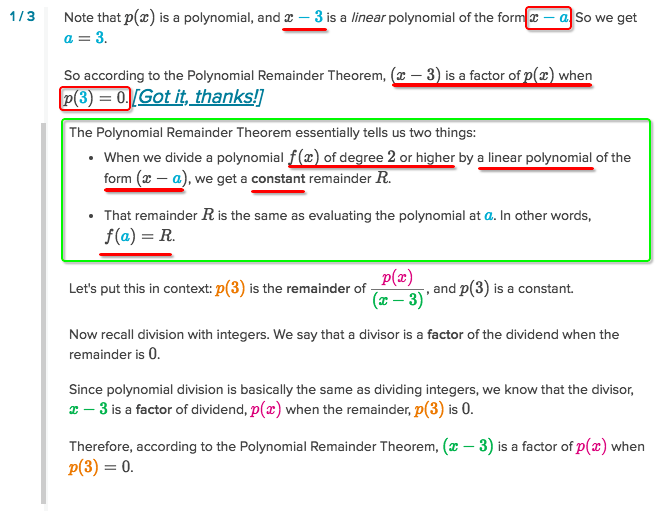 1 / 3 Note that p(x) is a polynomial, and x − 3 is a linear polynomial of the form x − a. So we get
a = 3.
So according to the Polynomial Remainder Theorem, (x − 3) is a factor of p(x) when
p(3) = 0. [Got it, thanks!]
The Polynomial Remainder Theorem essentially tells us two things:
• When we divide a polynomial f(x) of degree 2 or higher by a linear polynomial of the
form (x − a), we get a constant remainder R.
• That remainder R is the same as evaluating the polynomial at a. In other words,
f(a) = R.
Let's put this in context: p(3) is the remainder of p(x)/(x − 3), and p(3) is a constant.
Now recall division with integers. We say that a divisor is a factor of the dividend when the
remainder is 0.
Since polynomial division is basically the same as dividing integers, we know that the divisor,
x − 3 is a factor of dividend, p(x) when the remainder, p(3) is 0.
Therefore, according to the Polynomial Remainder Theorem, (x − 3) is a factor of p(x) when
p(3) = 0.